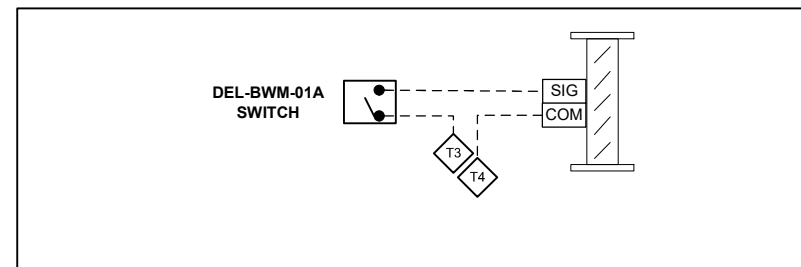 DEL-BWM-01A
SWITCH
SIG
COM
T3
T4